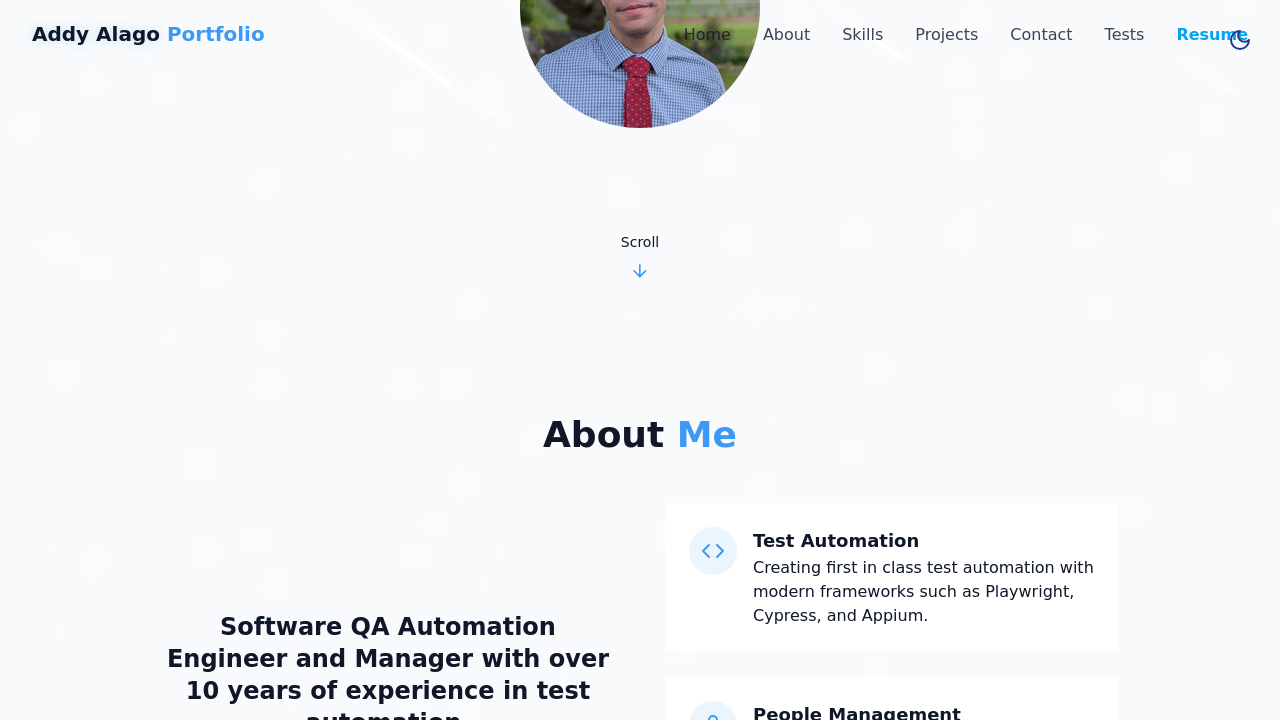 Addy Alago Portfolio
Home About Skills Projects Contact Tests Resume
Scroll
About Me
Software QA Automation
Engineer and Manager with over
10 years of experience in test
automation
Test Automation
Creating first in class test automation with
modern frameworks such as Playwright,
Cypress, and Appium.
People Management